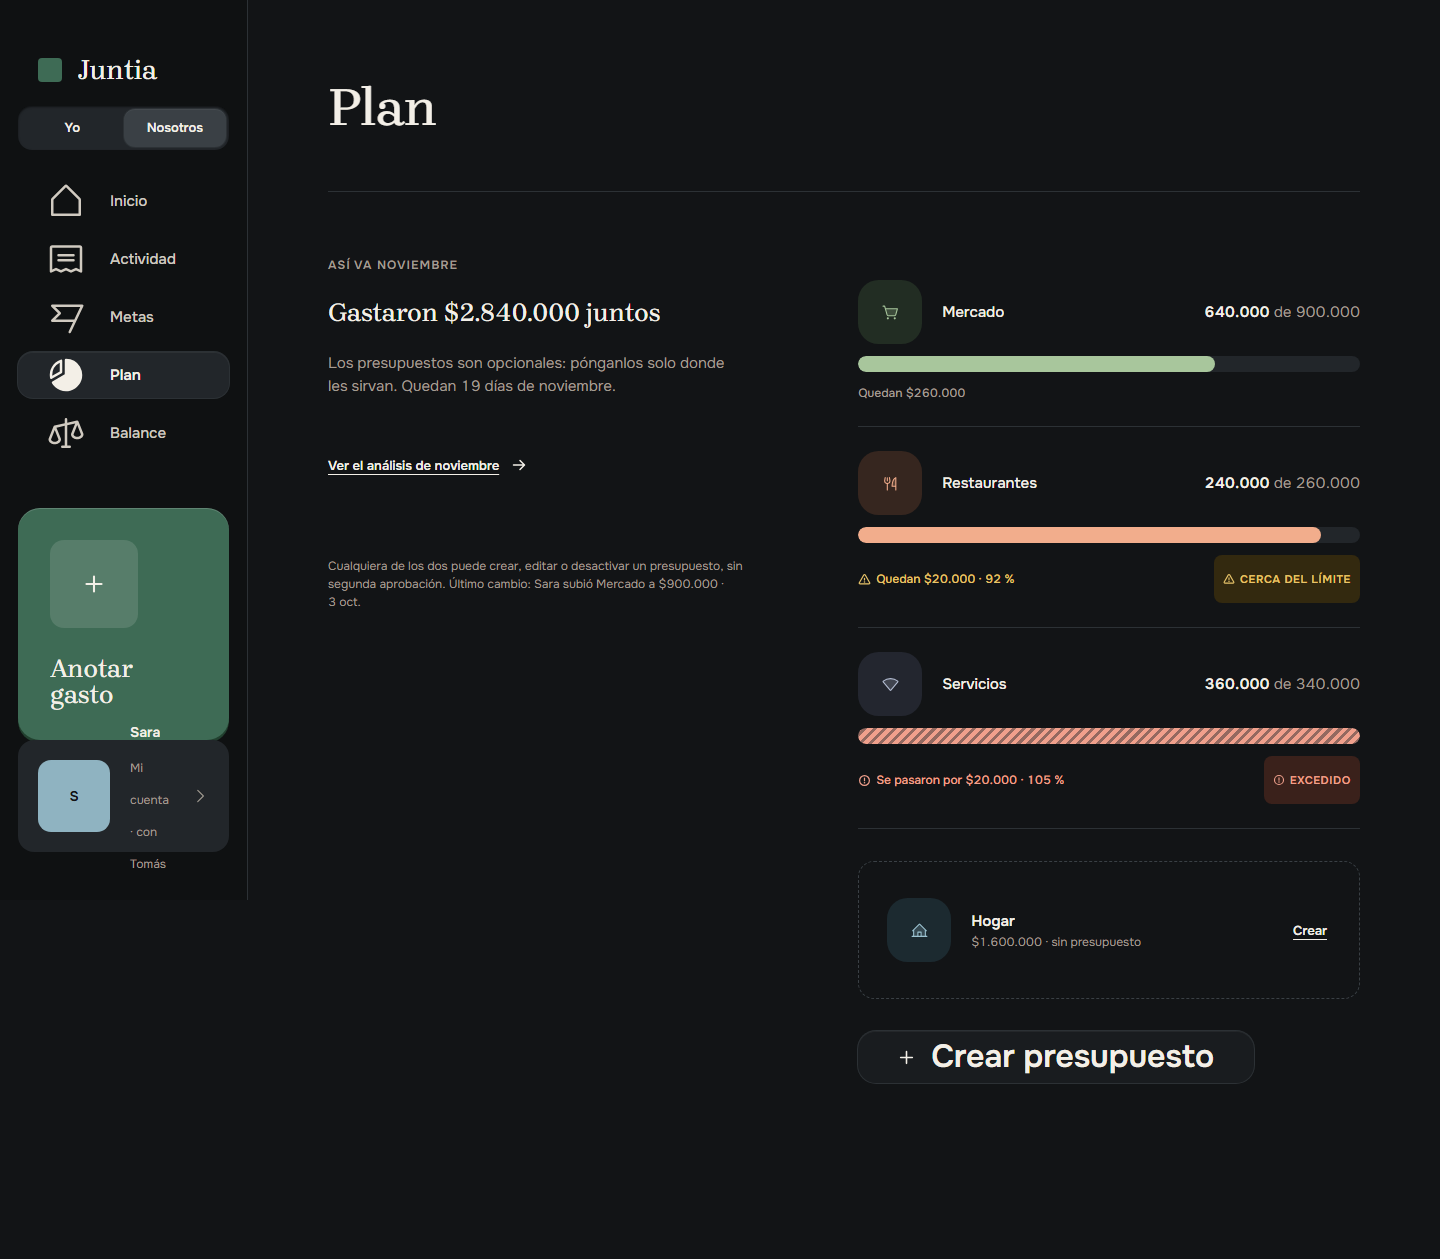 Juntia
Yo
Nosotros
Inicio
Actividad
Metas
Plan
Balance
Anotar
gasto
Sara
S
Mi
cuenta
· con
Tomás
Plan
ASÍ VA NOVIEMBRE
Gastaron $2.840.000 juntos
Los presupuestos son opcionales: pónganlos solo donde
les sirvan. Quedan 19 días de noviembre.
Ver el análisis de noviembre
Cualquiera de los dos puede crear, editar o desactivar un presupuesto, sin
segunda aprobación. Último cambio: Sara subió Mercado a $900.000 ·
3 oct.
Mercado
640.000 de 900.000
Quedan $260.000
Restaurantes
240.000 de 260.000
Quedan $20.000 · 92 %
CERCA DEL LÍMITE
Servicios
360.000 de 340.000
Se pasaron por $20.000 · 105 %
EXCEDIDO
Hogar
$1.600.000 · sin presupuesto
Crear
Crear presupuesto